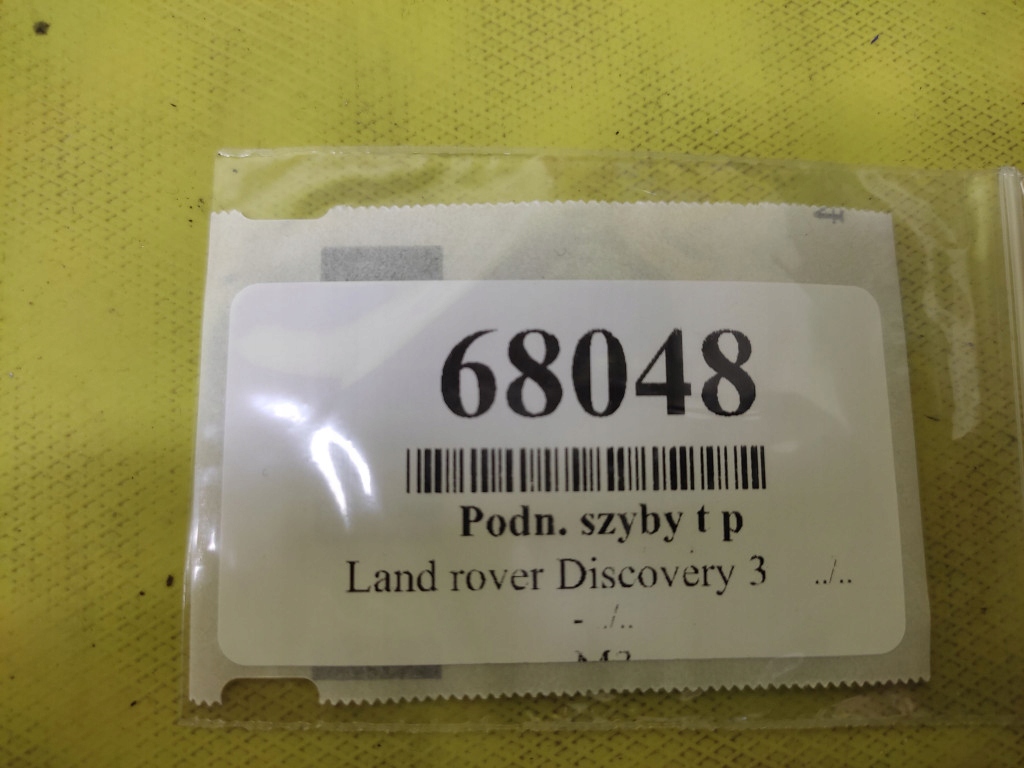 68048
Podn. szyby t p
Land rover Discovery 3 ../..
- ./..